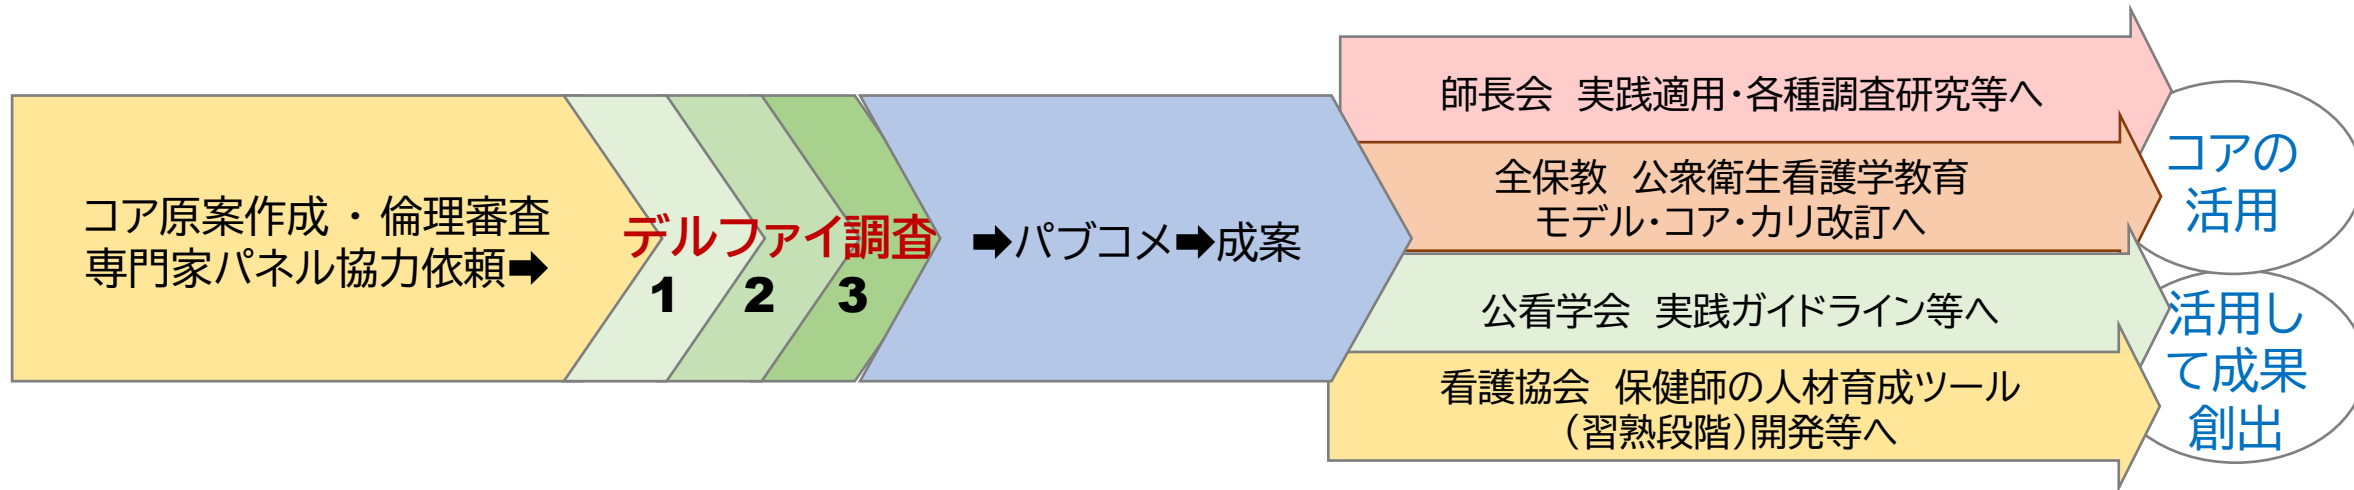 コア原案作成 ・ 倫理審査
専門家パネル協力依頼➡
デルファイ調査
1 2 3
➡パブコメ➡成案
師長会 実践適用・各種調査研究等へ
全保教 公衆衛生看護学教育
モデル・コア・カリ改訂へ
公看学会 実践ガイドライン等へ
看護協会 保健師の人材育成ツール
（習熟段階）開発等へ
コアの
活用
活用し
て成果
創出